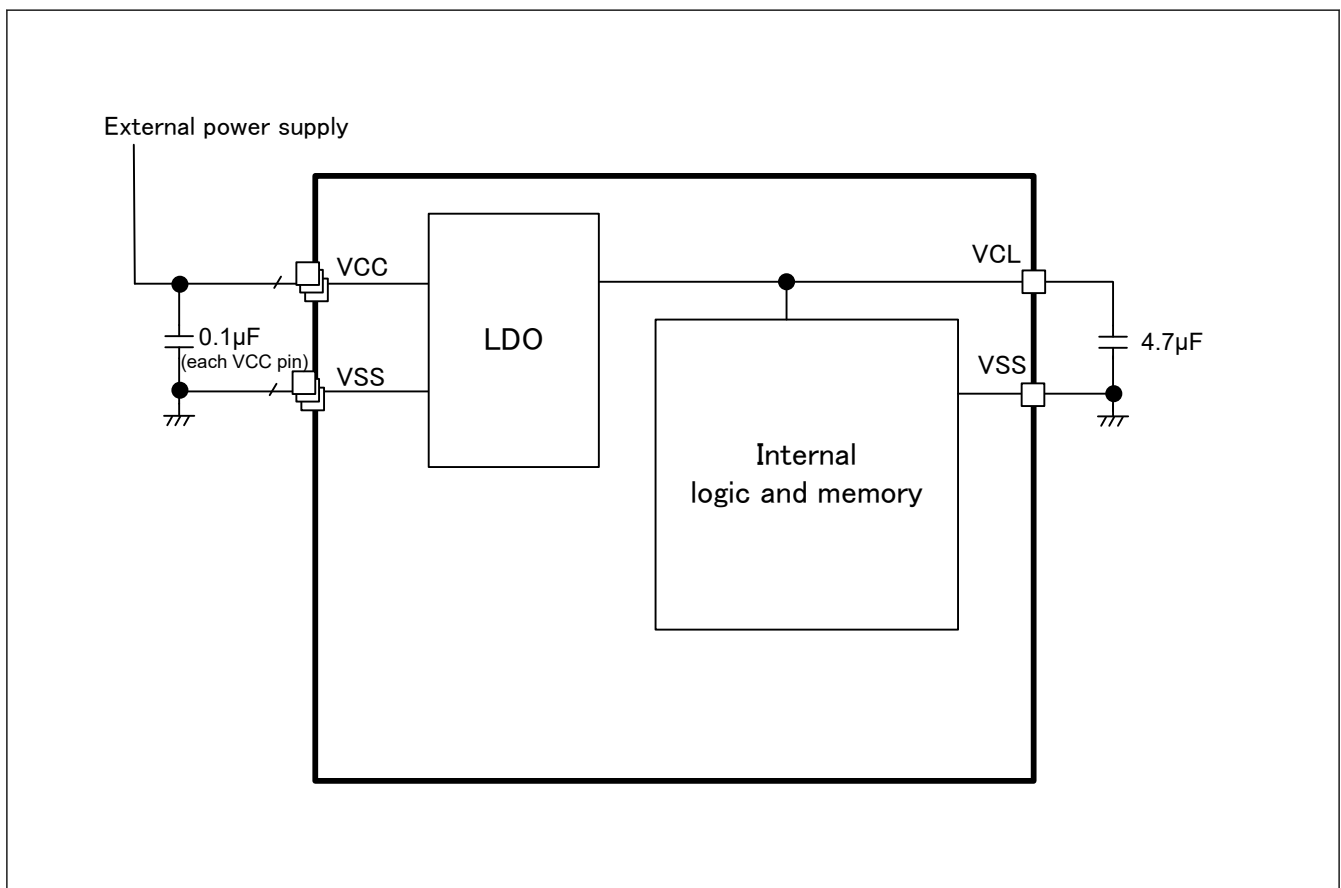 External power supply
VCC
0.1µF
(each VCC pin)
VSS
LDO
VCL
VSS
4.7µF
Internal
logic and memory